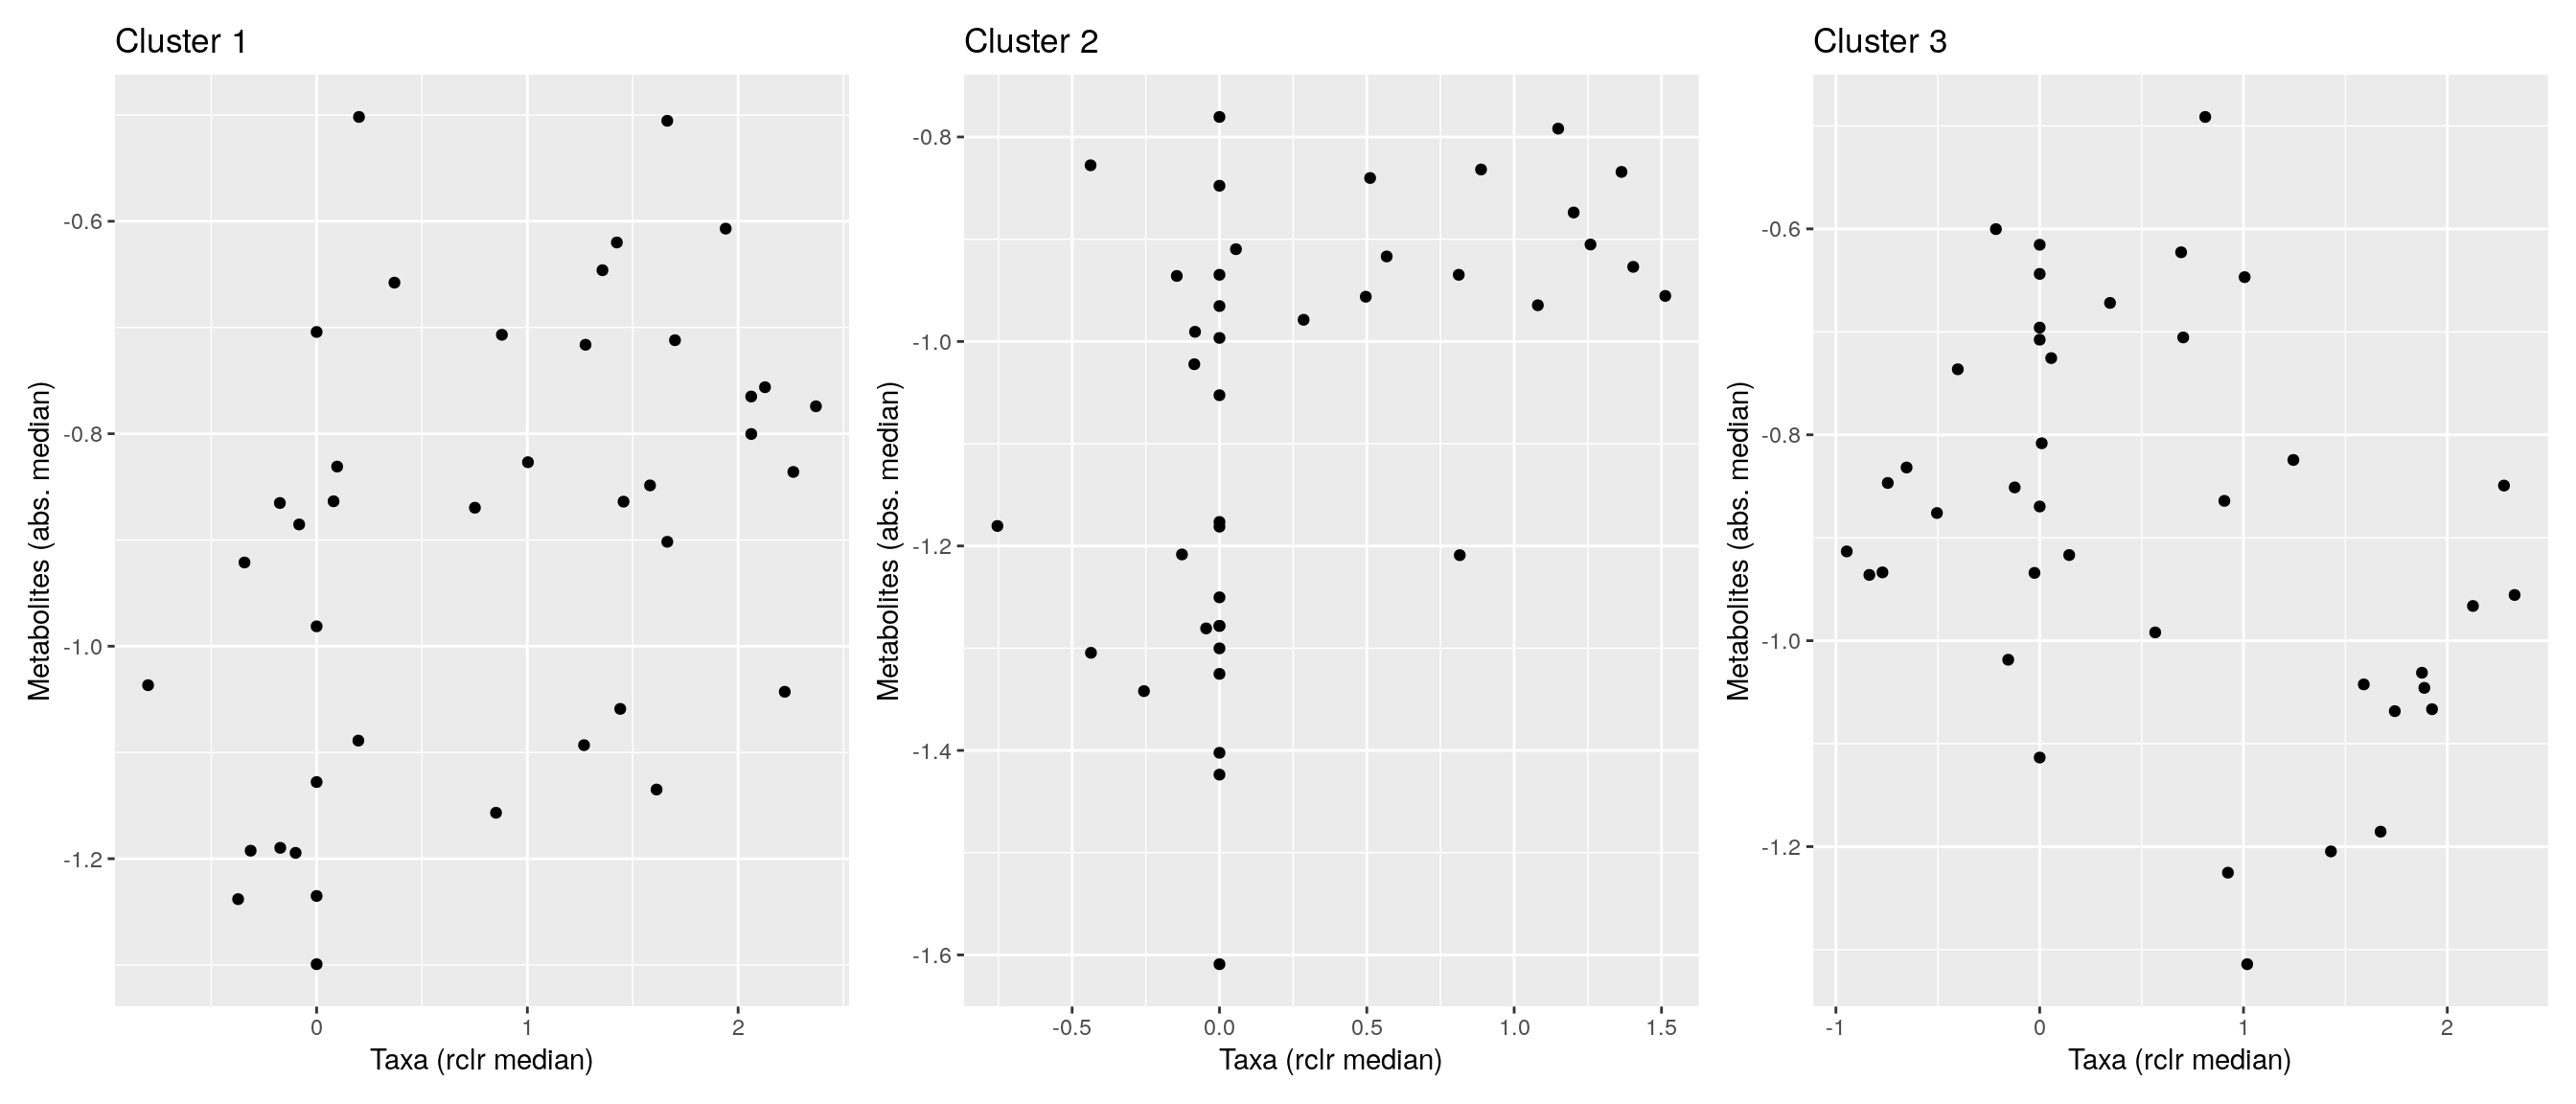 Cluster 1
Metabolites (abs. median)
-0.6
-0.8
-1.0
-1.2
0 1 2
Taxa (rclr median)
Cluster 2
Metabolites (abs. median)
-0.8
-1.0
-1.2
-1.4
-1.6
-0.5 0.0 0.5 1.0 1.5
Taxa (rclr median)
Cluster 3
Metabolites (abs. median)
-0.6
-0.8
-1.0
-1.2
-1 0 1 2
Taxa (rclr median)